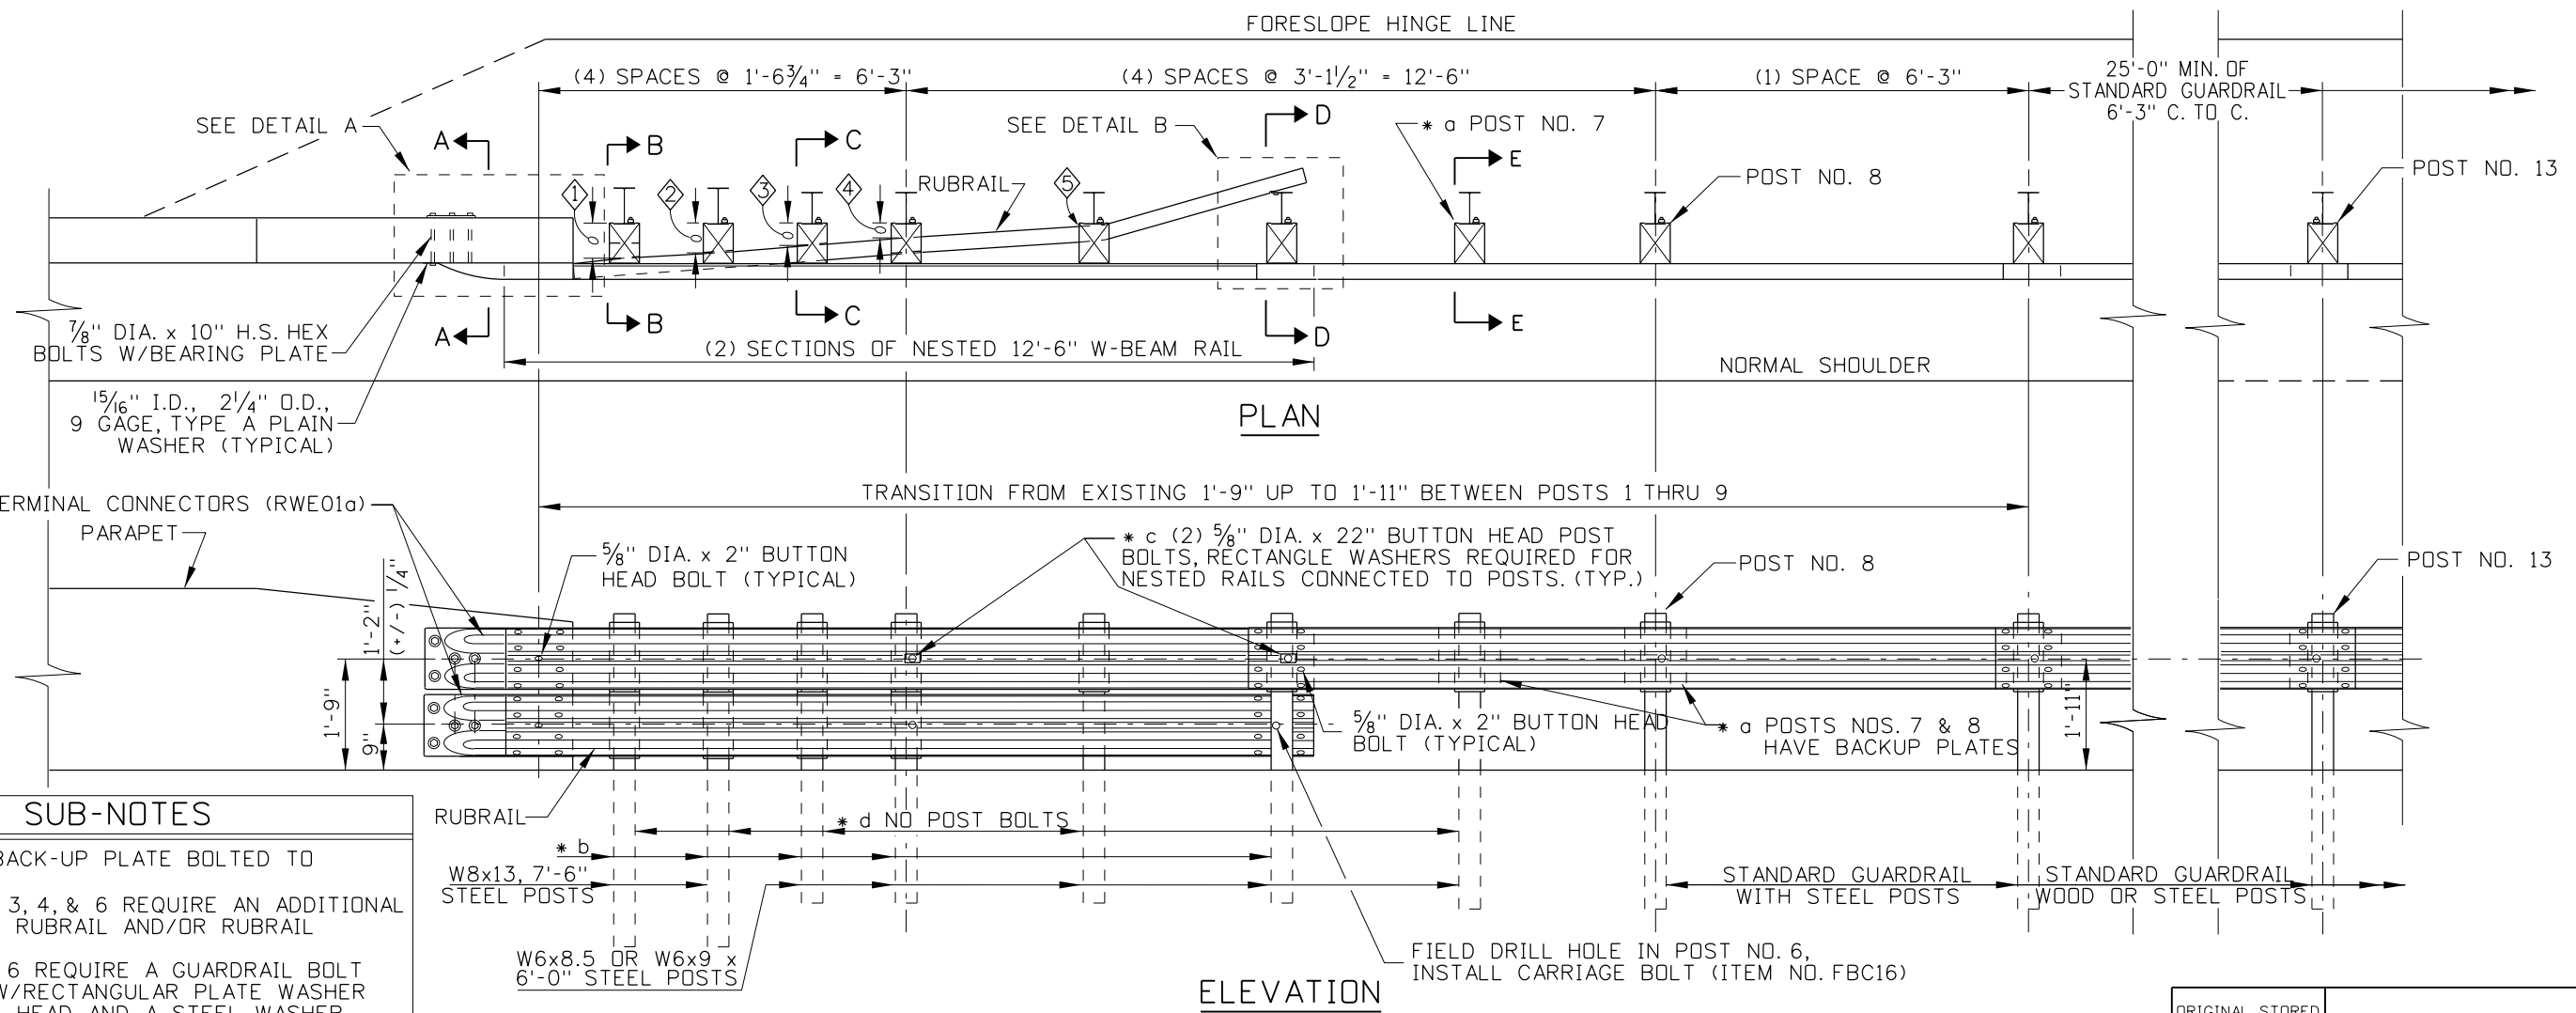 FORESLOPE HINGE LINE
(4) SPACES @ 1'-6 3/4" = 6'-3"
(4) SPACES @ 3'-1 1/2" = 12'-6"
(1) SPACE @ 6'-3"
25'-0" MIN. OF
STANDARD GUARDRAIL
6'-3" C. TO C.
SEE DETAIL A
A
B
C
SEE DETAIL B
D
* a POST NO. 7
E
POST NO. 8
POST NO. 13
1
2
3
4
RUBRAIL
5
A
B
C
D
E
7/8" DIA. x 10" H.S. HEX
BOLTS W/BEARING PLATE
(2) SECTIONS OF NESTED 12'-6" W-BEAM RAIL
NORMAL SHOULDER
15/16" I.D., 2 1/4" O.D.,
9 GAGE, TYPE A PLAIN
WASHER (TYPICAL)
PLAN
ERMINAL CONNECTORS (RWE01a)
TRANSITION FROM EXISTING 1'-9" UP TO 1'-11" BETWEEN POSTS 1 THRU 9
PARAPET
5/8" DIA. x 2" BUTTON
HEAD BOLT (TYPICAL)
* c (2) 5/8" DIA. x 22" BUTTON HEAD POST
BOLTS, RECTANGLE WASHERS REQUIRED FOR
NESTED RAILS CONNECTED TO POSTS. (TYP.)
POST NO. 8
POST NO. 13
1'-2"
(+/-) 1/4"
1'-9"
9"
1'-11"
5/8" DIA. x 2" BUTTON HEAD
BOLT (TYPICAL)
* a POSTS NOS. 7 & 8
HAVE BACKUP PLATES
RUBRAIL
* d NO POST BOLTS
* b
W8x13, 7'-6"
STEEL POSTS
STANDARD GUARDRAIL
WITH STEEL POSTS
STANDARD GUARDRAIL
WOOD OR STEEL POSTS
W6x8.5 OR W6x9 x
6'-0" STEEL POSTS
FIELD DRILL HOLE IN POST NO. 6,
INSTALL CARRIAGE BOLT (ITEM NO. FBC16)
ELEVATION
SUB-NOTES
BACK-UP PLATE BOLTED TO
3, 4, & 6 REQUIRE AN ADDITIONAL
RUBRAIL AND/OR RUBRAIL
6 REQUIRE A GUARDRAIL BOLT
W/RECTANGULAR PLATE WASHER
HEAD AND A STEEL WASHER
ORIGINAL STORED